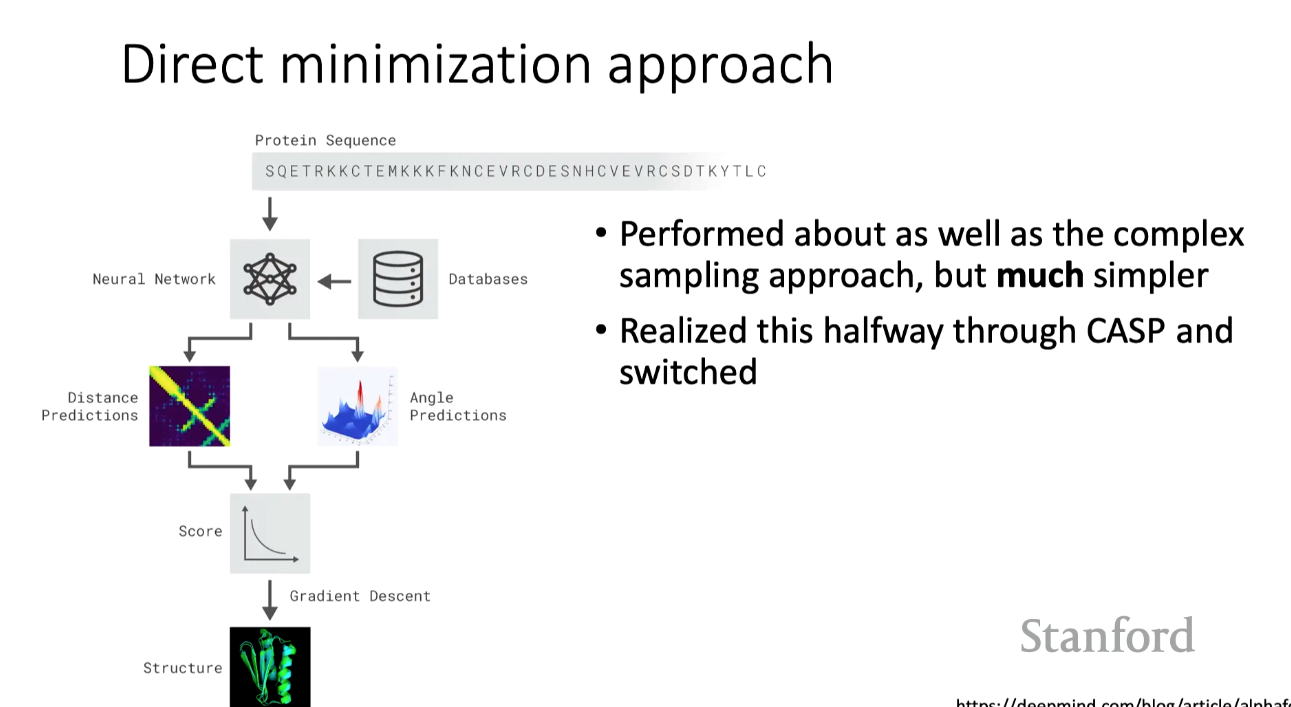 Direct minimization approach
Protein Sequence
SQETRKKCTEMKKKFKNCEVRCDESNHCVEVRCSDTKYTLC
Neural Network
Databases
Distance
Predictions
Angle
Predictions
Score
Gradient Descent
Structure
• Performed about as well as the complex
sampling approach, but much simpler
• Realized this halfway through CASP and
switched
Stanford
https://deepmind.com/blog/article/alphafo